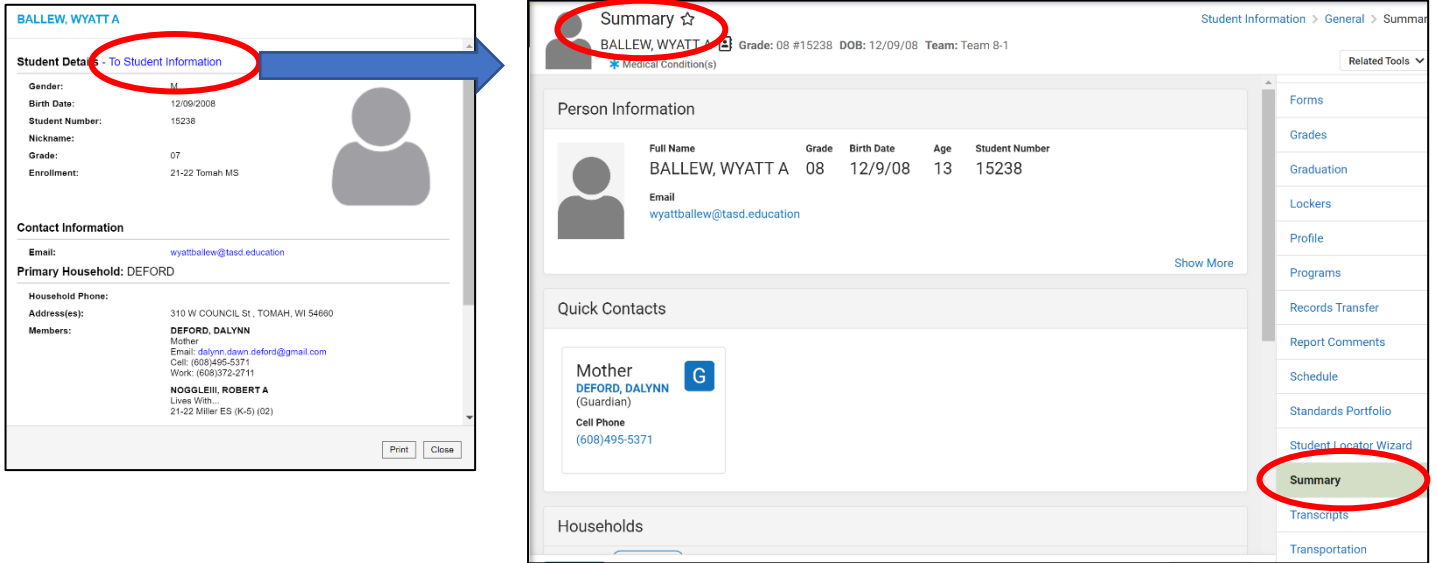 BALLEW, WYATT A
Student Details - To Student Information
Gender: M
Birth Date: 12/09/2008
Student Number: 15238
Nickname:
Grade: 07
Enrollment: 21-22 Tomah MS
Contact Information
Email: wyattballew@tasd.education
Primary Household: DEFORD
Household Phone:
Address(es): 310 W COUNCIL St , TOMAH, WI 54660
Members: DEFORD, DALYNN
Mother
Email: dalynn.dawn.deford@gmail.com
Cell: (608)495-5371
Work: (608)372-2711
NOGGLEIII, ROBERT A
Lives With...
21-22 Miller ES (K-5) (02)
Print Close
Summary
Student Information > General > Summar
BALLEW, WYATT A Grade: 08 #15238 DOB: 12/09/08 Team: Team 8-1
Medical Condition(s)
Related Tools
Person Information
Full Name Grade Birth Date Age Student Number
BALLEW, WYATT A 08 12/9/08 13 15238
Email
wyattballew@tasd.education
Show More
Quick Contacts
Mother
G
DEFORD, DALYNN
(Guardian)
Cell Phone
(608)495-5371
Households
Forms
Grades
Graduation
Lockers
Profile
Programs
Records Transfer
Report Comments
Schedule
Standards Portfolio
Student Locator Wizard
Summary
Transcripts
Transportation